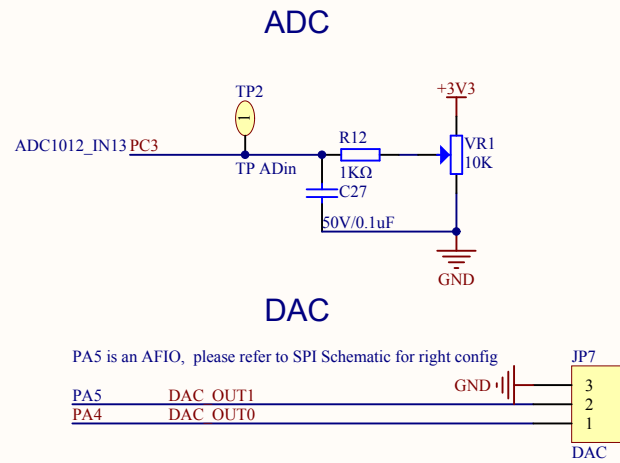 ADC
TP2
1
+3V3
ADC1012_IN13 PC3
R12
VR1
TP ADin
1KΩ
10K
C27
50V/0.1uF
GND
DAC
PA5 is an AFIO, please refer to SPI Schematic for right config
JP7
GND
3
PA5 DAC_OUT1 2
PA4 DAC_OUT0 1
DAC